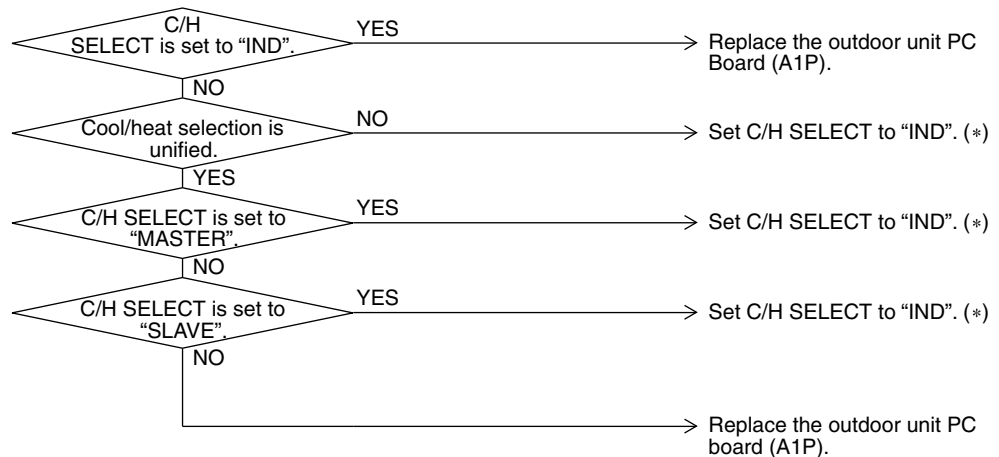 C/H
SELECT is set to “IND”.
YES
Replace the outdoor unit PC
Board (A1P).
NO
Cool/heat selection is
unified.
NO
Set C/H SELECT to “IND”. (*)
YES
C/H SELECT is set to
“MASTER”.
YES
Set C/H SELECT to “IND”. (*)
NO
C/H SELECT is set to
“SLAVE”.
YES
Set C/H SELECT to “IND”. (*)
NO
Replace the outdoor unit PC
board (A1P).